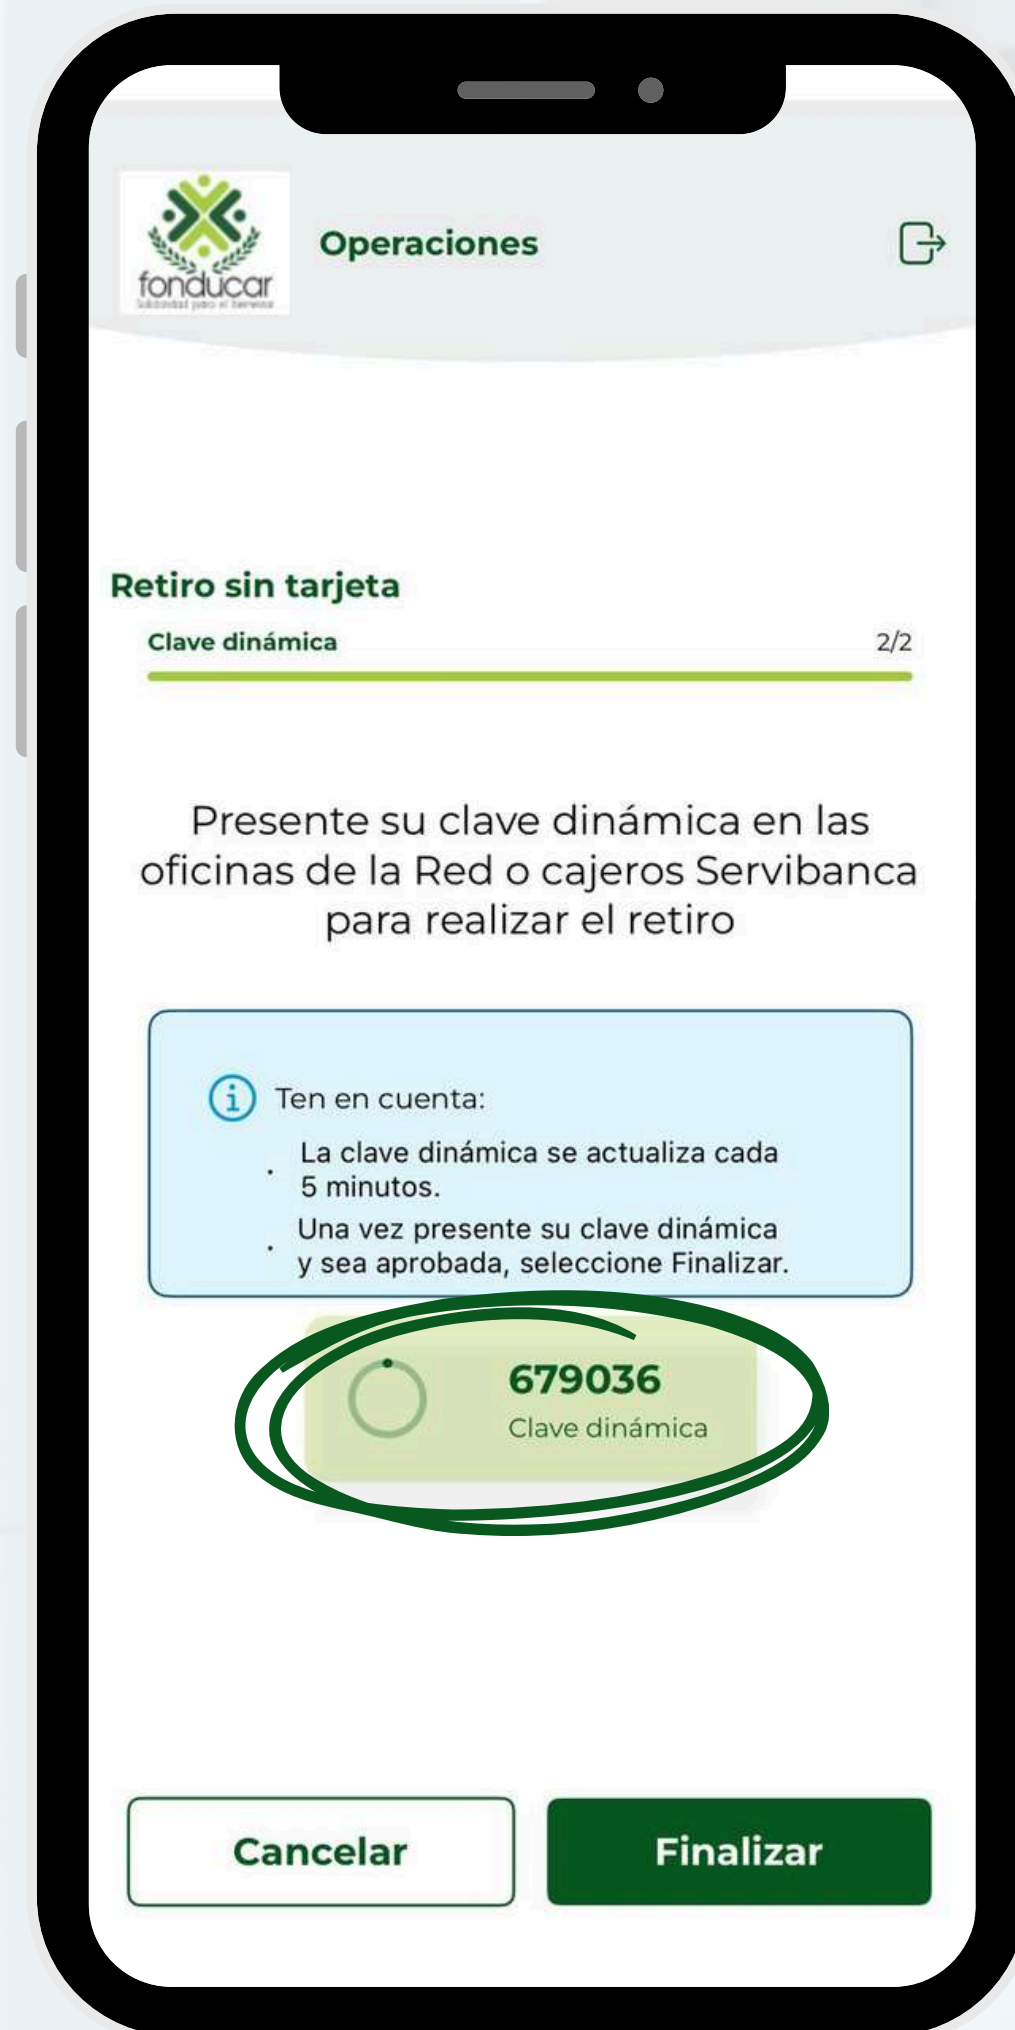 fonducar
Operaciones
Retiro sin tarjeta
Clave dinámica 2/2
Presente su clave dinámica en las
oficinas de la Red o cajeros Servibanca
para realizar el retiro
Ten en cuenta:
· La clave dinámica se actualiza cada
5 minutos.
· Una vez presente su clave dinámica
y sea aprobada, seleccione Finalizar.
679036
Clave dinámica
Cancelar Finalizar